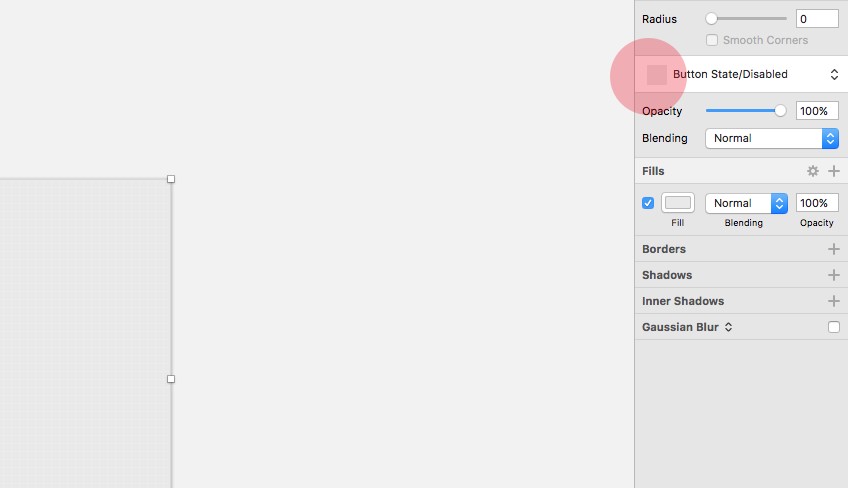 Radius 0
Smooth Corners
Button State/Disabled
Opacity 100%
Blending Normal
Fills
Normal 100%
Fill Blending Opacity
Borders
Shadows
Inner Shadows
Gaussian Blur